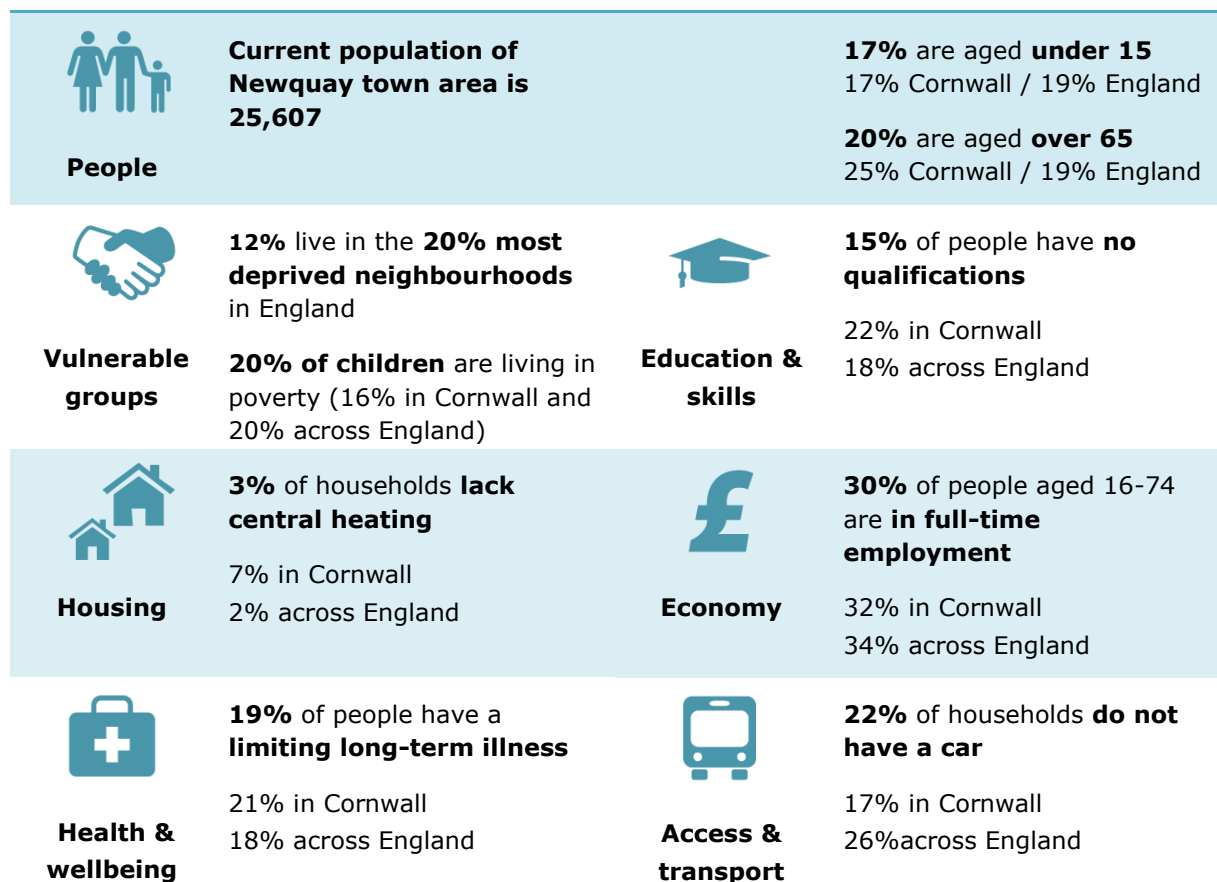 People
Current population of
Newquay town area is
25,607
17% are aged under 15
17% Cornwall / 19% England
20% are aged over 65
25% Cornwall / 19% England
Vulnerable
groups
12% live in the 20% most
deprived neighbourhoods
in England
20% of children are living in
poverty (16% in Cornwall and
20% across England)
Education &
skills
15% of people have no
qualifications
22% in Cornwall
18% across England
Housing
3% of households lack
central heating
7% in Cornwall
2% across England
£
Economy
30% of people aged 16-74
are in full-time
employment
32% in Cornwall
34% across England
Health &
wellbeing
19% of people have a
limiting long-term illness
21% in Cornwall
18% across England
Access &
transport
22% of households do not
have a car
17% in Cornwall
26%across England